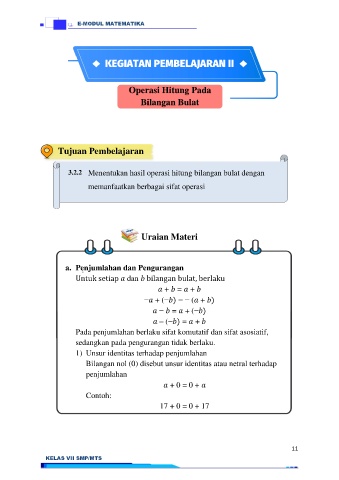 E-MODUL MATEMATIKA
KEGIATAN PEMBELAJARAN II
Operasi Hitung Pada
Bilangan Bulat
Tujuan Pembelajaran
3.2.2 Menentukan hasil operasi hitung bilangan bulat dengan
memanfaatkan berbagai sifat operasi
Uraian Materi
a. Penjumlahan dan Pengurangan
Untuk setiap a dan b bilangan bulat, berlaku
a + b = a + b
−a + (−b) = − (a + b)
a − b = a + (−b)
a − (−b) = a + b
Pada penjumlahan berlaku sifat komutatif dan sifat asosiatif,
sedangkan pada pengurangan tidak berlaku.
1) Unsur identitas terhadap penjumlahan
Bilangan nol (0) disebut unsur identitas atau netral terhadap
penjumlahan
a + 0 = 0 + a
Contoh:
17 + 0 = 0 + 17
11
KELAS VII SMP/MTS